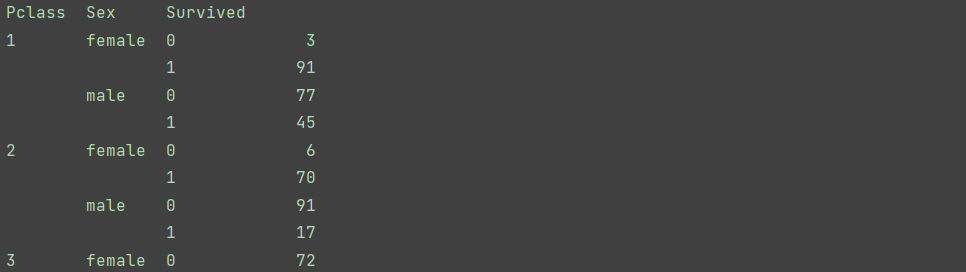 Pclass  Sex     Survived
1       female  0             3
                1            91
        male    0            77
                1            45
2       female  0             6
                1            70
        male    0            91
                1            17
3       female  0            72